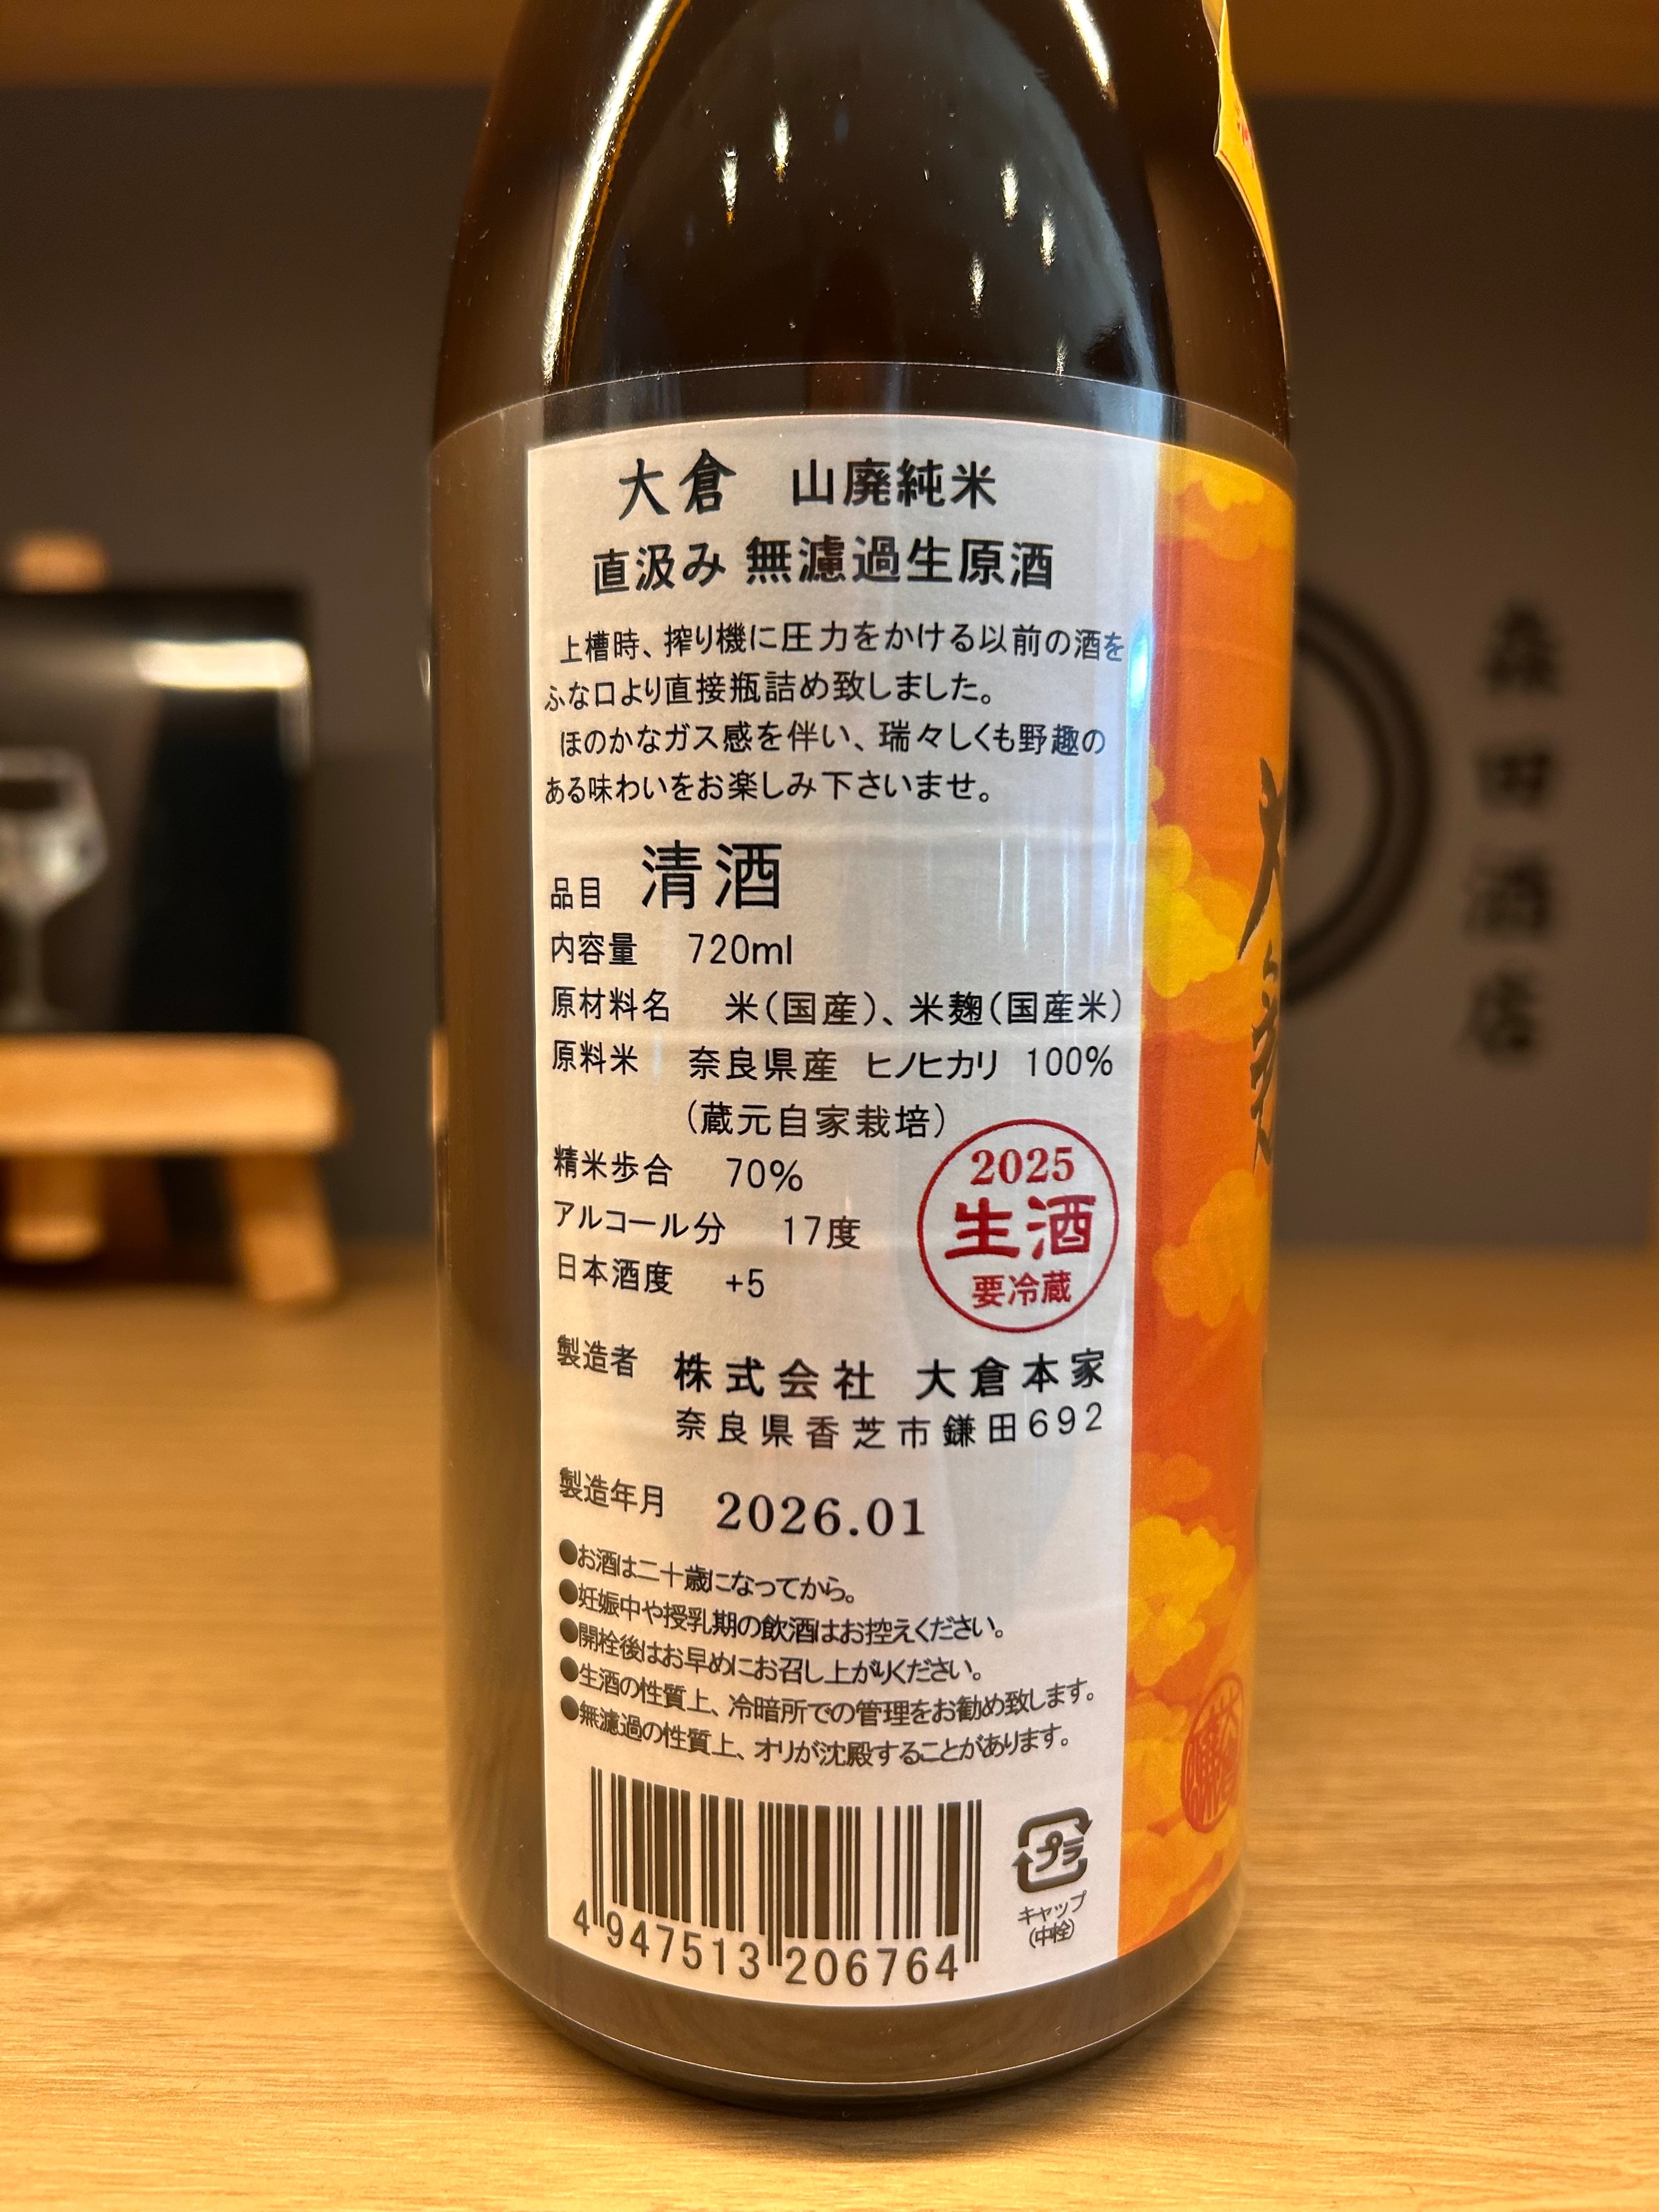 大倉 山廃純米
直汲み 無濾過生原酒
上槽時、搾り機に圧力をかける以前の酒を
ふな口より直接瓶詰め致しました。
ほのかなガス感を伴い、瑞々しくも野趣の
ある味わいをお楽しみ下さいませ。
品目 清酒
内容量 720ml
原材料名 米(国産)、米麹(国産米)
原料米 奈良県産 ヒノヒカリ 100%
(蔵元自家栽培)
精米歩合 70%
アルコール分 17度
日本酒度 +5
2025
生酒
要冷蔵
製造者 株式会社 大倉本家
奈良県香芝市鎌田692
製造年月 2026.01
●お酒は二十歳になってから。
●妊娠中や授乳期の飲酒はお控えください。
●開栓後はお早めにお召し上がりください。
●生酒の性質上、冷暗所での管理をお勧め致します。
●無濾過の性質上、オリが沈殿することがあります。
4 947513 206764
プラ
キャップ
(中栓)
森田酒店